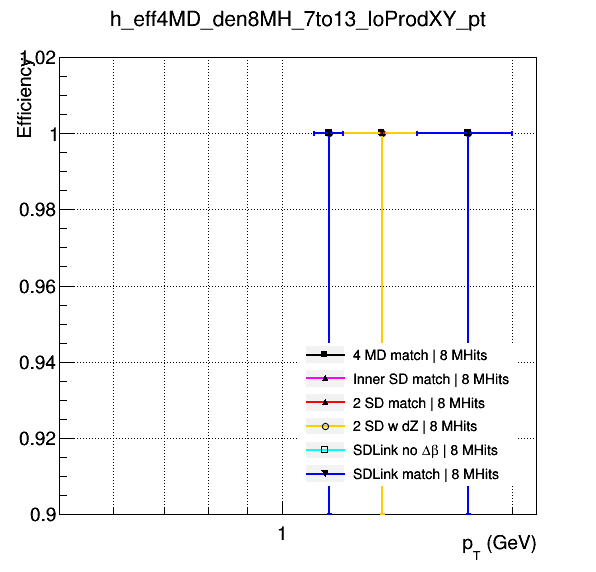 h_eff4MD_den8MH_7to13_loProdXY_pt
Efficiency
1.02
1
0.98
0.96
0.94
0.92
0.9
4 MD match | 8 MHits
Inner SD match | 8 MHits
2 SD match | 8 MHits
2 SD w dZ | 8 MHits
SDLink no Δβ | 8 MHits
SDLink match | 8 MHits
1
p_T (GeV)